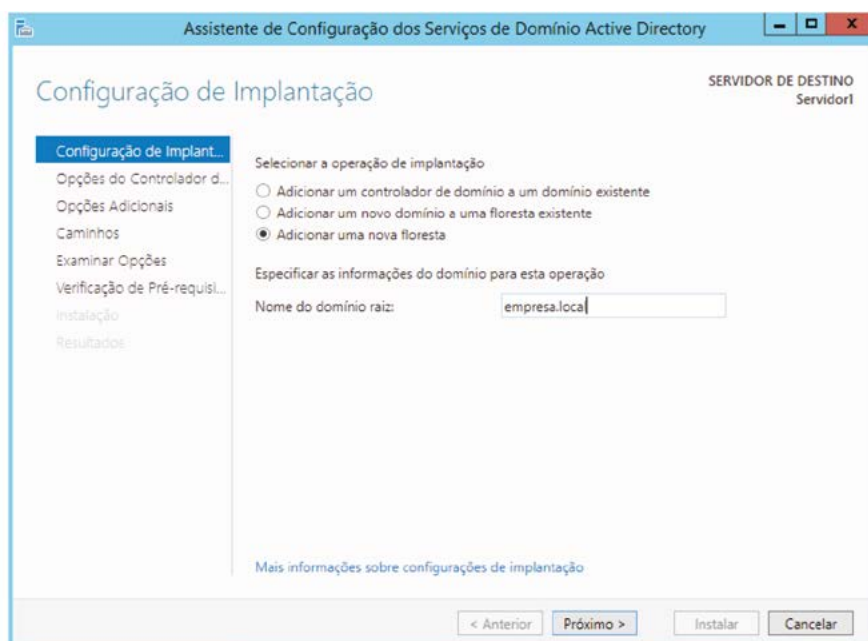 Assistente de Configuração dos Serviços de Domínio Active Directory
Configuração de Implantação
SERVIDOR DE DESTINO
Servidor1
Configuração de Implant...
Opções do Controlador d...
Opções Adicionais
Caminhos
Examinar Opções
Verificação de Pré-requisi...
Instalação
Resultados
Selecionar a operação de implantação
Adicionar um controlador de domínio a um domínio existente
Adicionar um novo domínio a uma floresta existente
Adicionar uma nova floresta
Especificar as informações do domínio para esta operação
Nome do domínio raiz: empresa.local
Mais informações sobre configurações de implantação
< Anterior Próximo > Instalar Cancelar